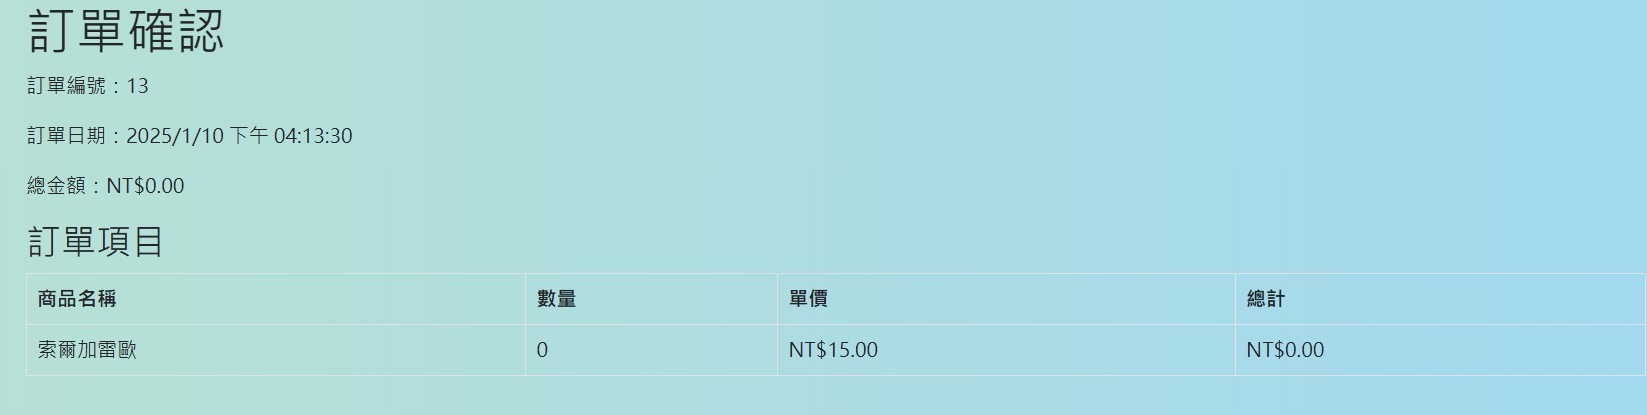 訂單確認
訂單編號：13
訂單日期：2025/1/10 下午 04:13:30
總金額：NT$0.00
訂單項目
商品名稱 數量 單價 總計
索爾加雷歐 0 NT$15.00 NT$0.00